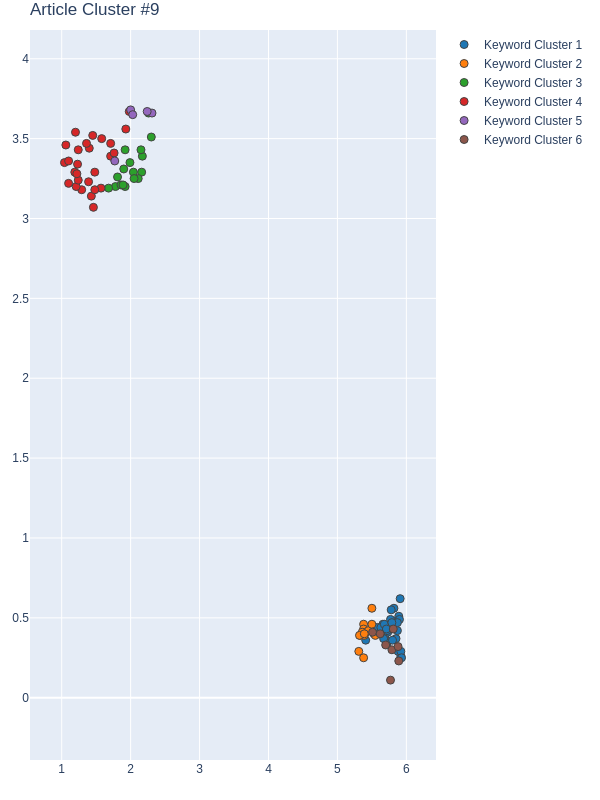 Article Cluster #9
Keyword Cluster 1
Keyword Cluster 2
Keyword Cluster 3
Keyword Cluster 4
Keyword Cluster 5
Keyword Cluster 6
4
3.5
3
2.5
2
1.5
1
0.5
0
1 2 3 4 5 6